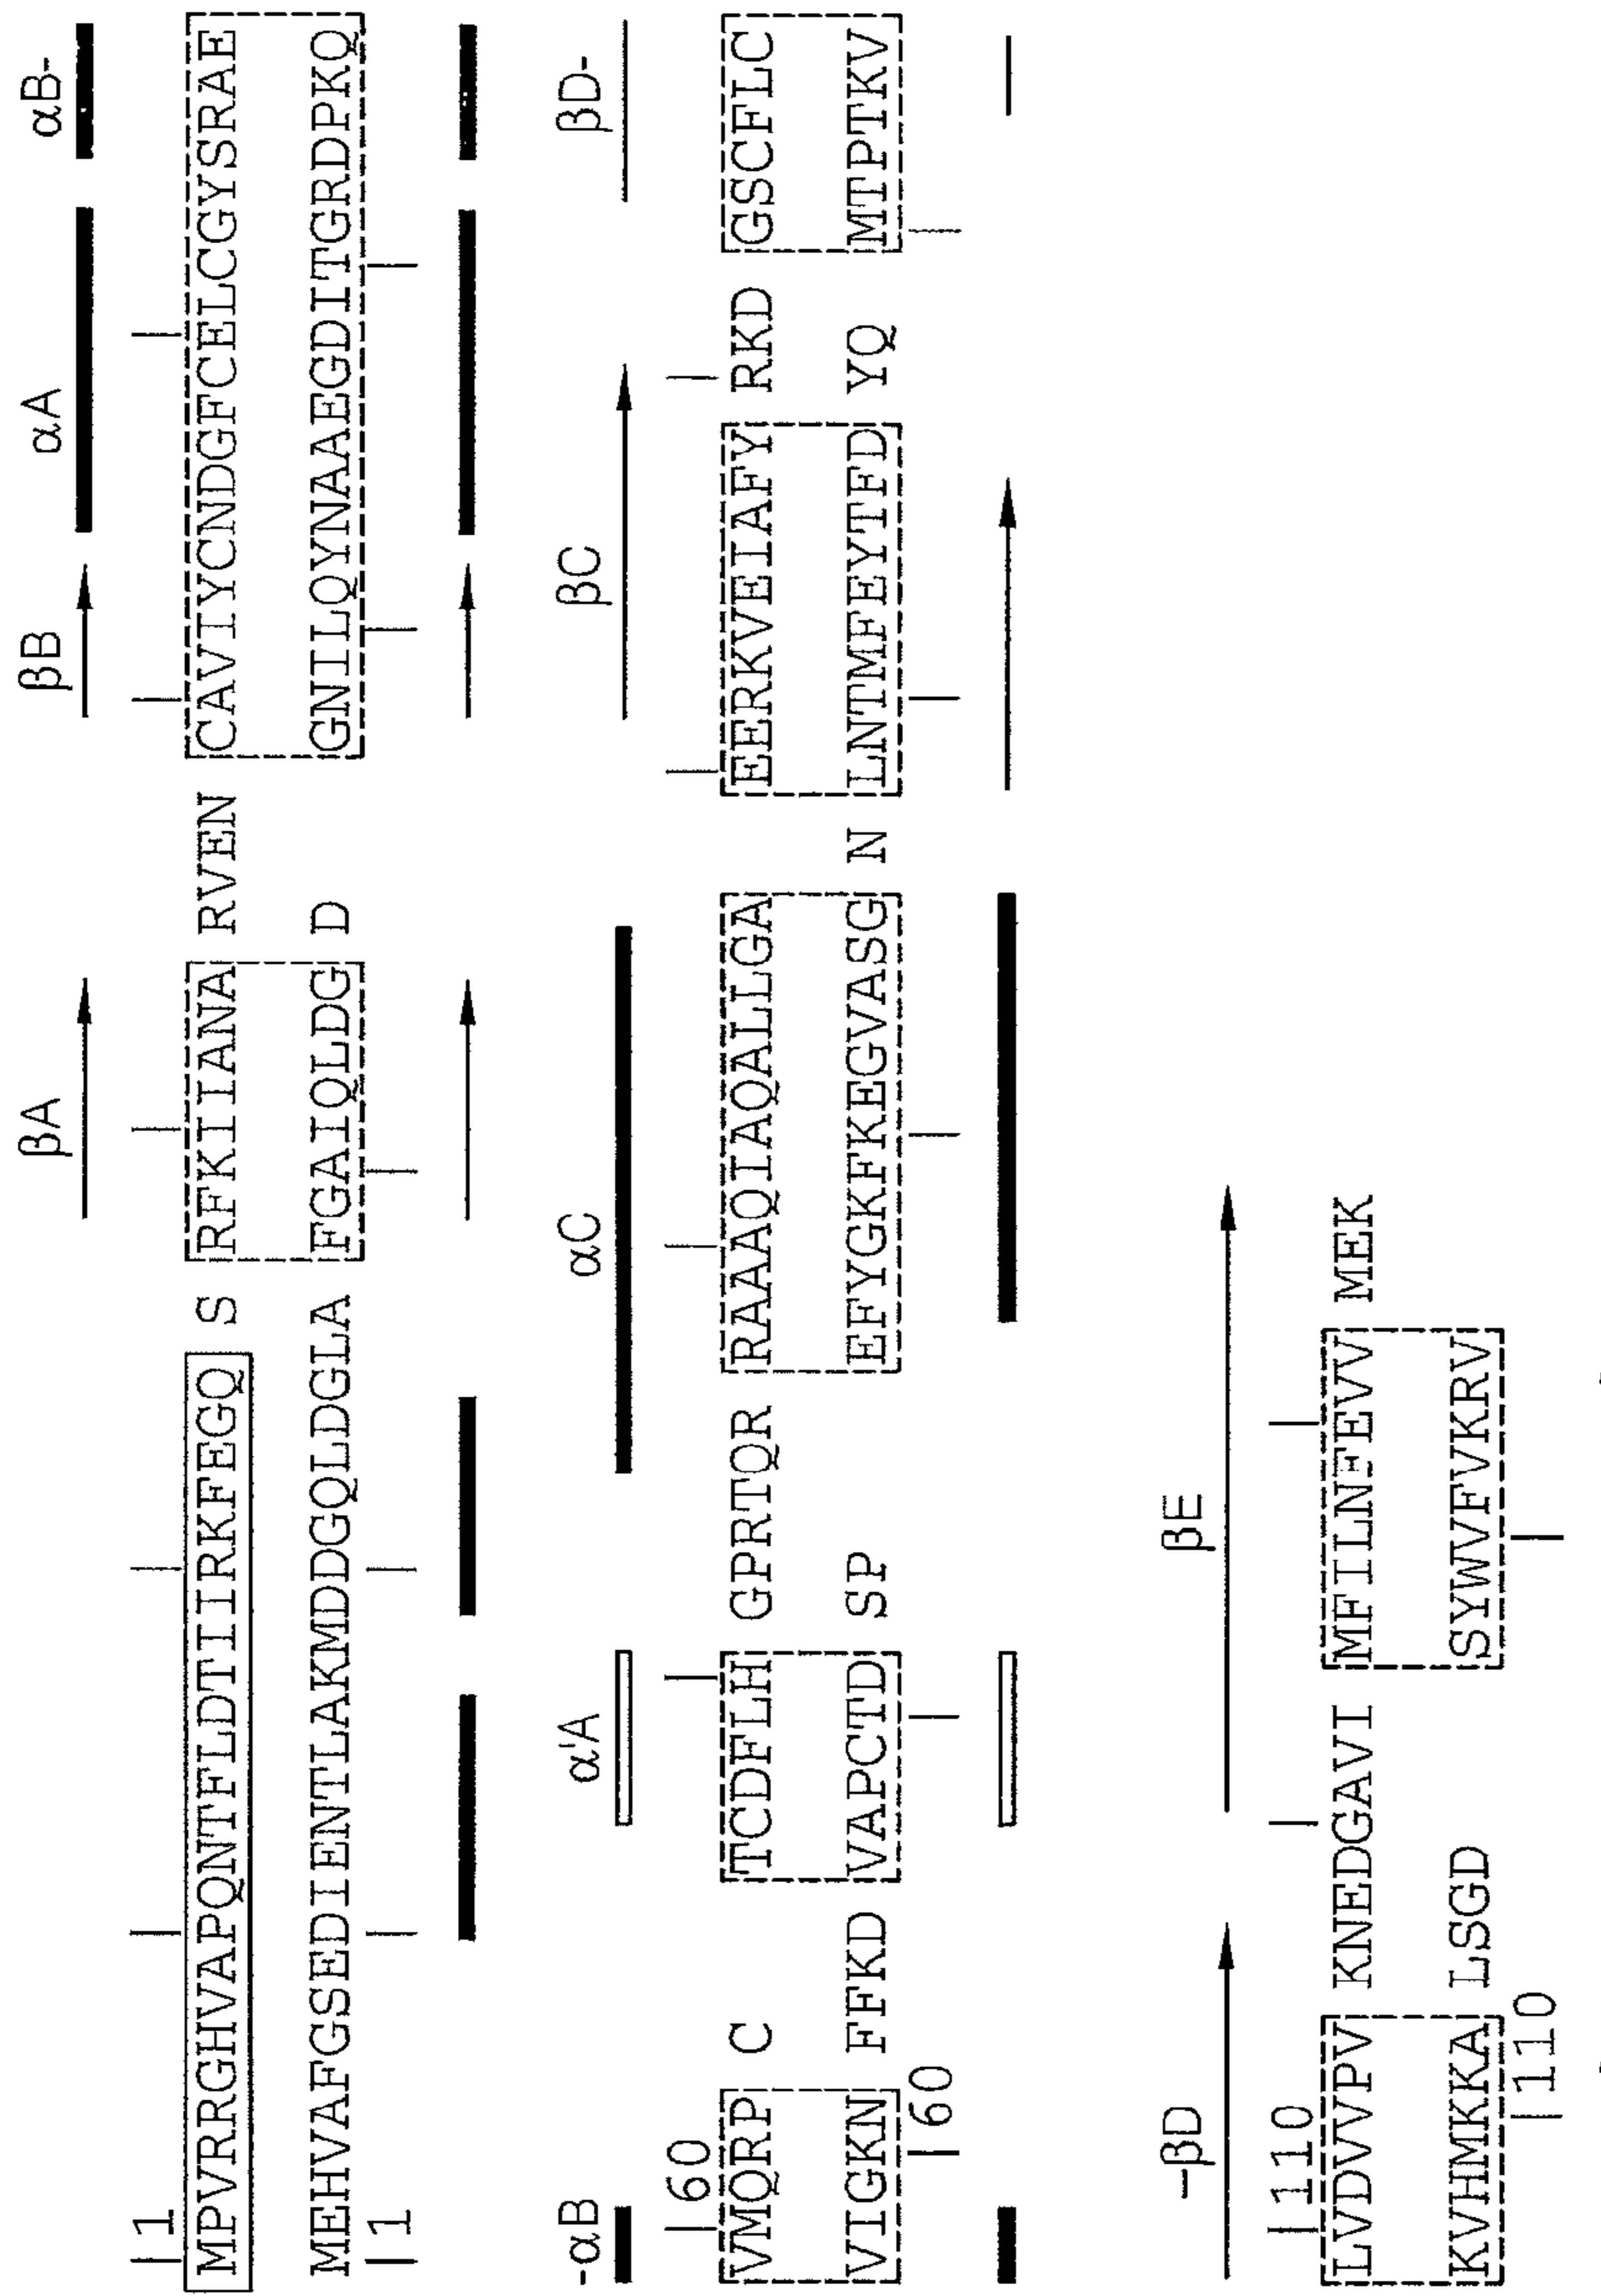 βA βB αA αB-
1
MPVRRGHVAPQNTFLDTIIRKFEGQ S RFKIIANA RVEN CAVIYCNDGFCELCGYSRAE
MEHVAFGSEDIENTLAKMDDGQLDGLA FGAIQLDG D GNILQYNAAEGDITGRDPKQ
1
-αB α'A αC βC βD-
60
VMQRP C TCDFLH GPRTQR RAAAQIAQALLGA EERKVEIAFY RKD GSCFLC
VIGKN FFKD VAPCTD SP EFYGKFKEGVASG N LNTMFEYTFD YQ MTPTKV
60
-βD βE
110
LVDVVPV KNEDGAVI MFILNFEVV MEK
KVHMKKA LSGD SYWVFVKRV
110